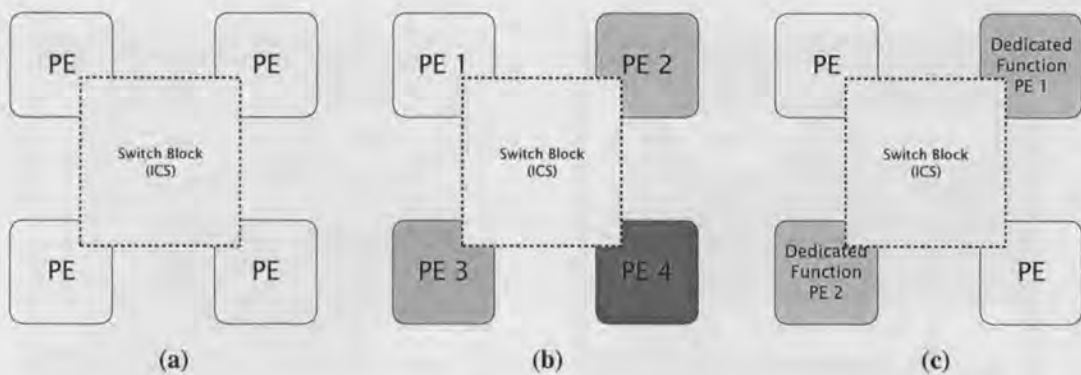 PE
PE
Switch Block
(ICS)
PE
PE
(a)
PE 1
PE 2
Switch Block
(ICS)
PE 3
PE 4
(b)
PE
Dedicated
Function
PE 1
Switch Block
(ICS)
Dedicated
Function
PE 2
PE
(c)